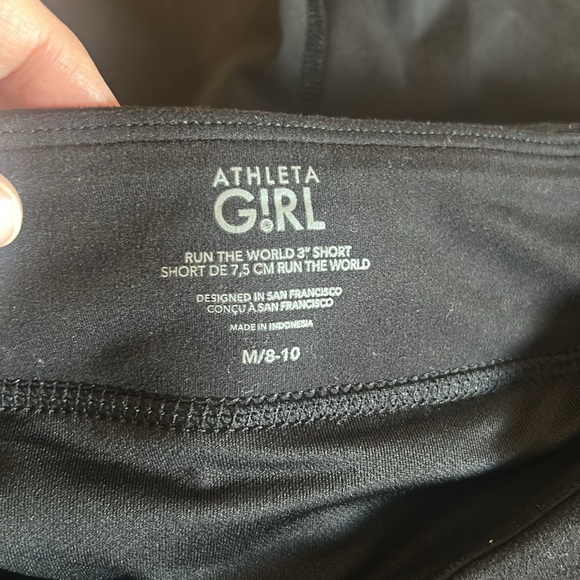 ATHLETA
G!RL
RUN THE WORLD 3" SHORT
SHORT DE 7,5 CM RUN THE WORLD
DESIGNED IN SAN FRANCISCO
CONÇU À SAN FRANCISCO
MADE IN INDONESIA
M/8-10